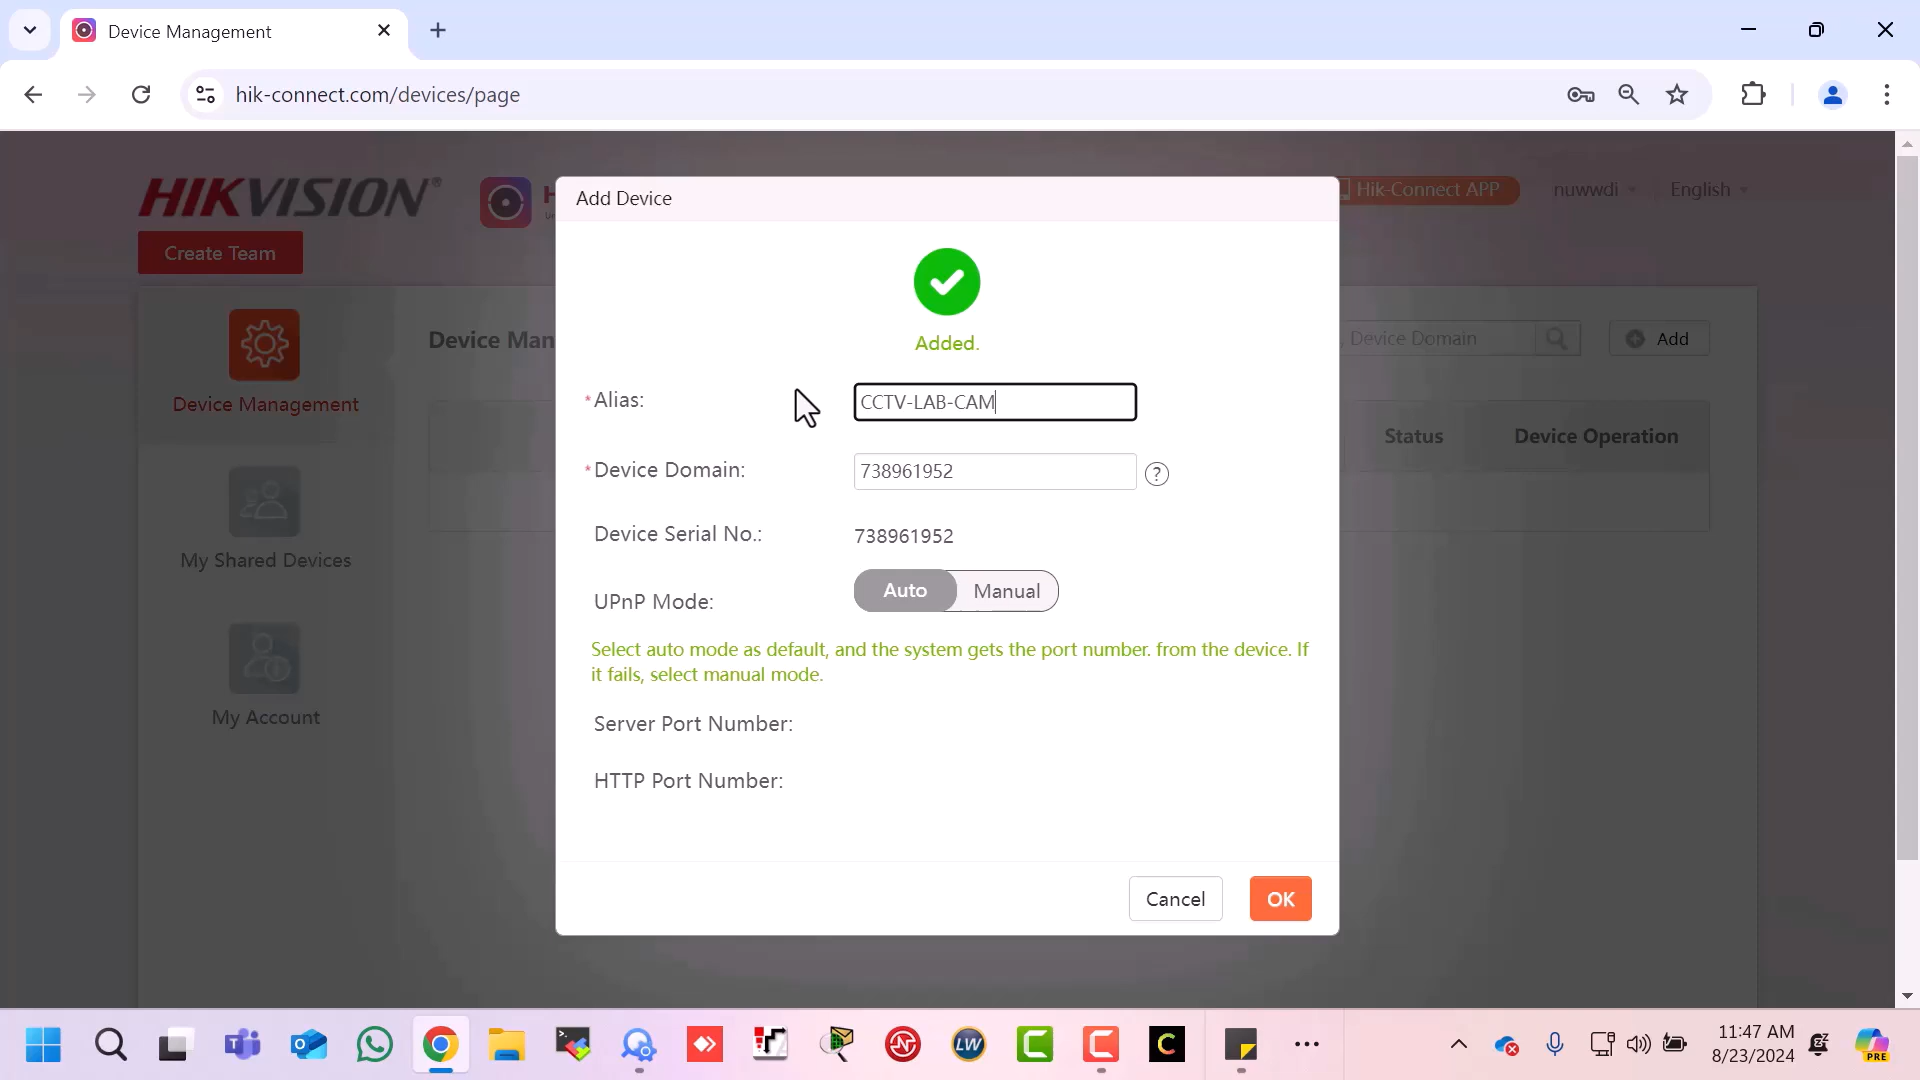 Device Management
hik-connect.com/devices/page
HIKVISION®
Hik-Connect APP
nuwwdi
English
Create Team
Add Device
Added.
Device Management
Device Man
Device Domain
Add
*Alias:
CCTV-LAB-CAM
Status
Device Operation
*Device Domain:
738961952
?
My Shared Devices
Device Serial No.:
738961952
UPnP Mode:
Auto
Manual
Select auto mode as default, and the system gets the port number. from the device. If
it fails, select manual mode.
My Account
Server Port Number:
HTTP Port Number:
Cancel
OK
LW
C
PRE
11:47 AM
8/23/2024